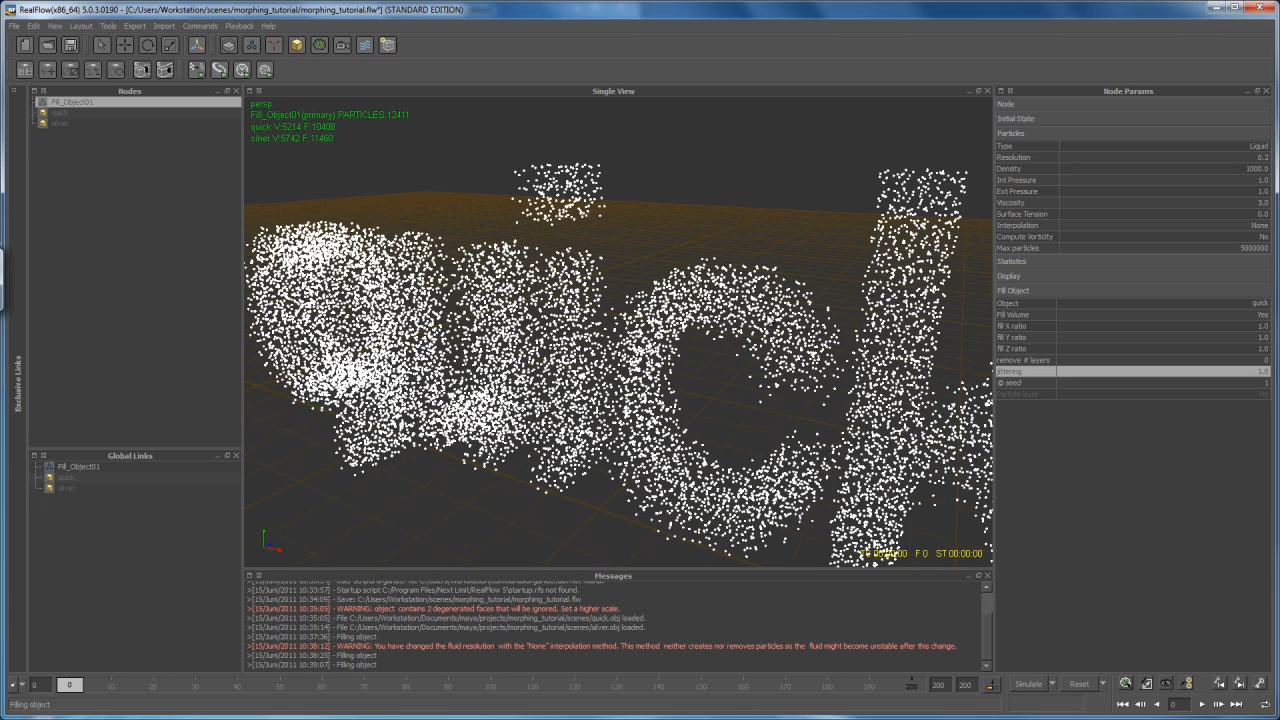 RealFlow(x86_64) 5.0.3.0190 - [C:/Users/Workstation/scenes/morphing_tutorial/morphing_tutorial.flw*] (STANDARD EDITION)
File Edit View Layout Tools Export Import Commands Playback Help
Nodes
Fill_Object01
quick
silver
Exclusive Links
Global Links
Fill_Object01
quick
silver
Single View
persp
Fill_Object01(primary) PARTICLES:12411
quick V:5214 F:10408
silver V:5742 F:11460
F 0 ST 00:00:00
Messages
>[15/Juni/2011 10:33:57] - Startup script C:/Program Files/Next Limit/RealFlow 5\startup.rfs not found.
>[15/Juni/2011 10:34:09] - Save: C:/Users/Workstation/scenes/morphing_tutorial/morphing_tutorial.flw
>[15/Juni/2011 10:35:05] - WARNING: object contains 2 degenerated faces that will be ignored. Set a higher scale.
>[15/Juni/2011 10:35:05] - File C:/Users/Workstation/Documents/maya/projects/morphing_tutorial/scenes/quick.obj loaded.
>[15/Juni/2011 10:35:14] - File C:/Users/Workstation/Documents/maya/projects/morphing_tutorial/scenes/silver.obj loaded.
>[15/Juni/2011 10:37:36] - Filling object
>[15/Juni/2011 10:38:12] - WARNING: You have changed the fluid resolution with the "None" interpolation method. This method neither creates nor removes particles so the fluid might become unstable after this change.
>[15/Juni/2011 10:38:25] - Filling object
>[15/Juni/2011 10:39:07] - Filling object
Node Params
Node
Initial State
Particles
Type Liquid
Resolution 0.2
Density 1000.0
Int Pressure 1.0
Ext Pressure 1.0
Viscosity 3.0
Surface Tension 0.0
Interpolation None
Compute Vorticity No
Max particles 5000000
Statistics
Display
Fill Object
Object quick
Fill Volume Yes
fill X ratio 1.0
fill Y ratio 1.0
fill Z ratio 1.0
remove # layers 0
jittering 1.0
@ seed 1
Particle layer No
0 0 10 20 30 40 50 60 70 80 90 100 110 120 130 140 150 160 170 180 190 200 200 200
Simulate Reset
0
Filling object